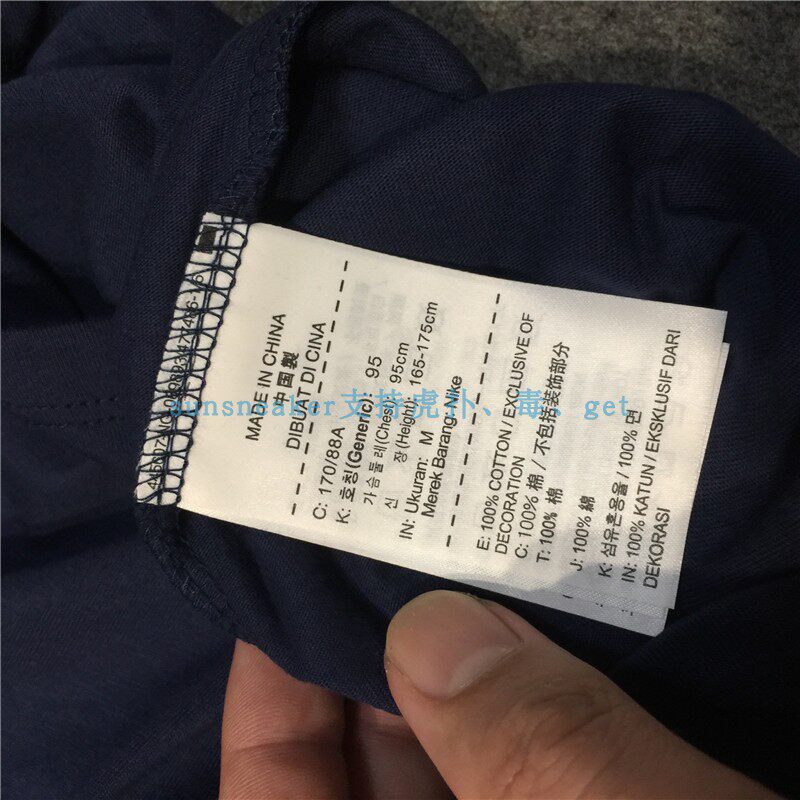 MADE IN CHINA
中國製
DIBUAT DI CINA
C: 170/88A
K: 호칭(Generic): 95
가슴둘레(Chest): 95cm
신 장(Height): 165-175cm
IN: Ukuran: M
Merek Barang: Nike
E: 100% COTTON / EXCLUSIVE OF
DECORATION
C: 100% 棉 / 不包括装饰部分
T: 100% 棉
J: 100% 綿
K: 섬유혼용율 / 100% 면
IN: 100% KATUN / EKSKLUSIF DARI
DEKORASI
aunsneaker支持虎扑、毒、get